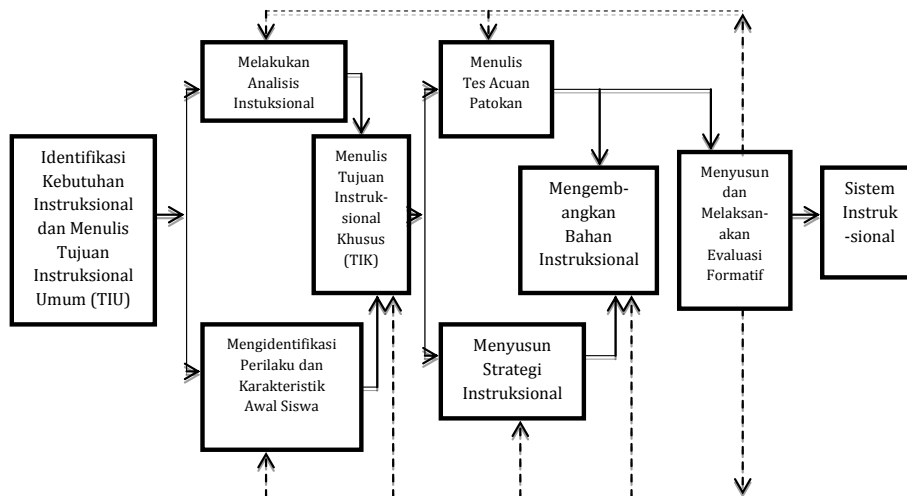 Identifikasi
Kebutuhan
Instruksional
dan Menulis
Tujuan
Instruksional
Umum (TIU)
Melakukan
Analisis
Instuksional
Mengidentifikasi
Perilaku dan
Karakteristik
Awal Siswa
Menulis
Tujuan
Instruk-
sional
Khusus
(TIK)
Menulis
Tes Acuan
Patokan
Menyusun
Strategi
Instruksional
Mengemb-
angkan
Bahan
Instruksional
Menyusun
dan
Melaksan-
akan
Evaluasi
Formatif
Sistem
Instruk
-sional